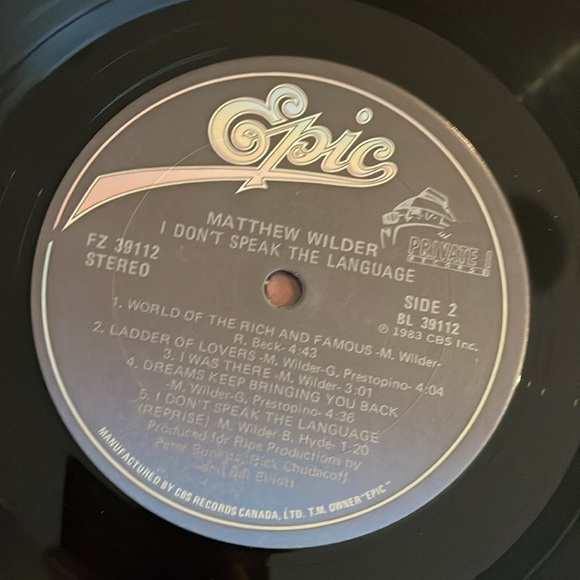 Epic
MATTHEW WILDER
I DON'T SPEAK THE LANGUAGE
PRIVATE I
RECORDS
FZ 39112
STEREO
SIDE 2
BL 39112
℗ 1983 CBS Inc.
1. WORLD OF THE RICH AND FAMOUS -M. Wilder-
R. Beck- 4:43
2. LADDER OF LOVERS -M. Wilder-G. Prestopino- 4:04
3. I WAS THERE -M. Wilder- 3:01
4. DREAMS KEEP BRINGING YOU BACK
-M. Wilder-G. Prestopino- 4:36
5. I DON'T SPEAK THE LANGUAGE
(REPRISE) -M. Wilder-B. Hyde- 1:20
Produced for Ripe Productions by
Peter Bunetta, Rick Chudacoff
and Bill Elliott.
MANUFACTURED BY CBS RECORDS CANADA, LTD. T.M. OWNER "EPIC"